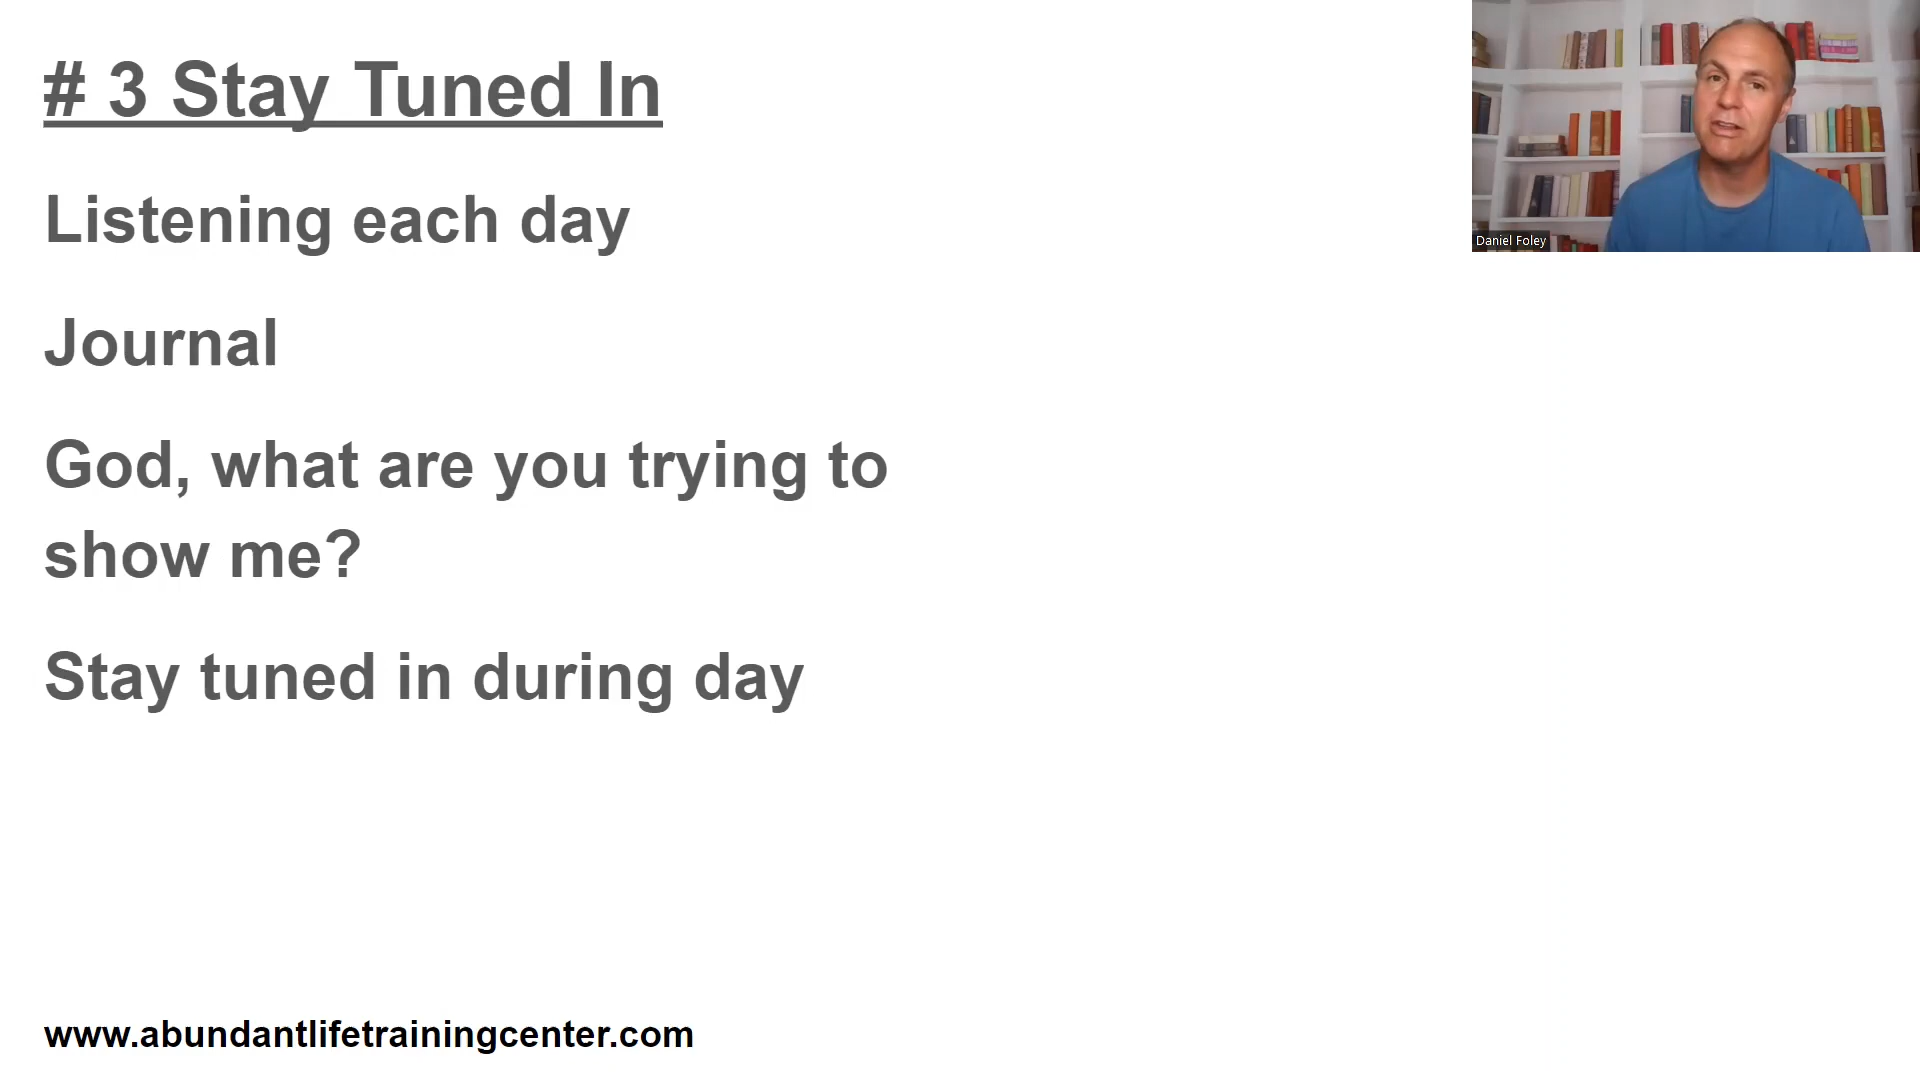 # 3 Stay Tuned In
Listening each day
Journal
God, what are you trying to
show me?
Stay tuned in during day
www.abundantlifetrainingcenter.com
Daniel Foley